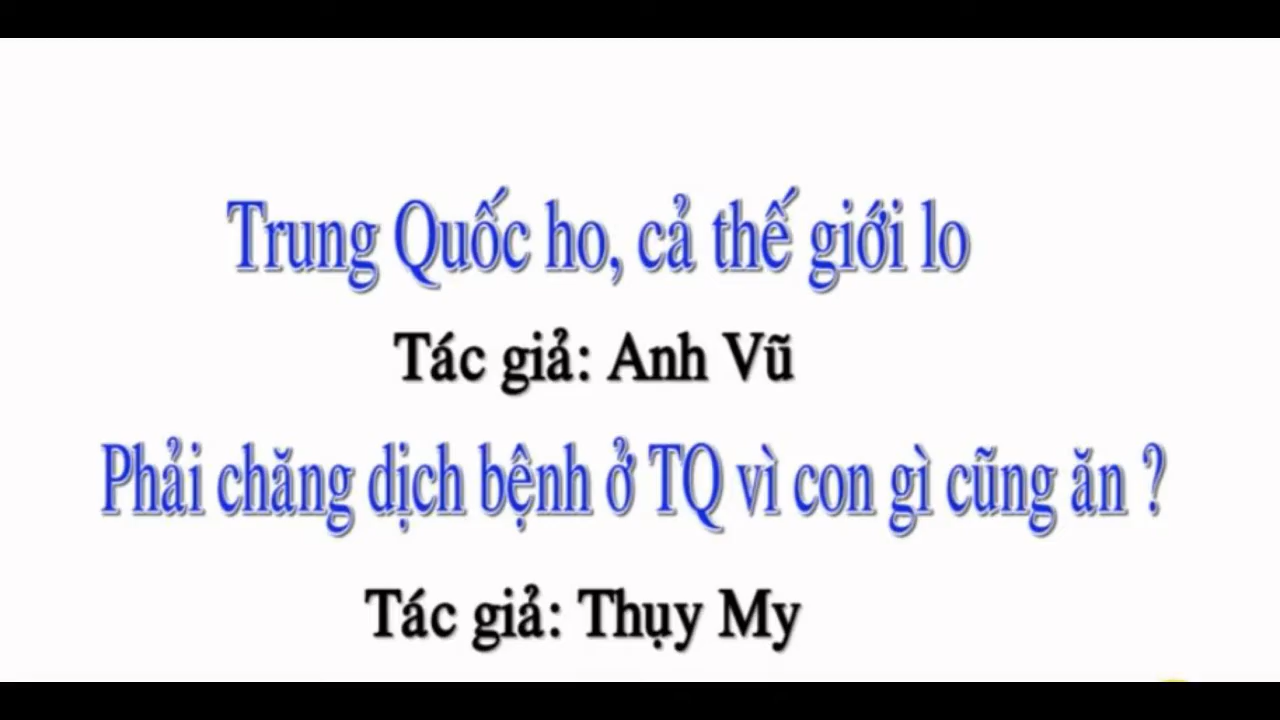 Trung Quốc ho, cả thế giới lo
Tác giả: Anh Vũ
Phải chăng dịch bệnh ở TQ vì con gì cũng ăn ?
Tác giả: Thụy My